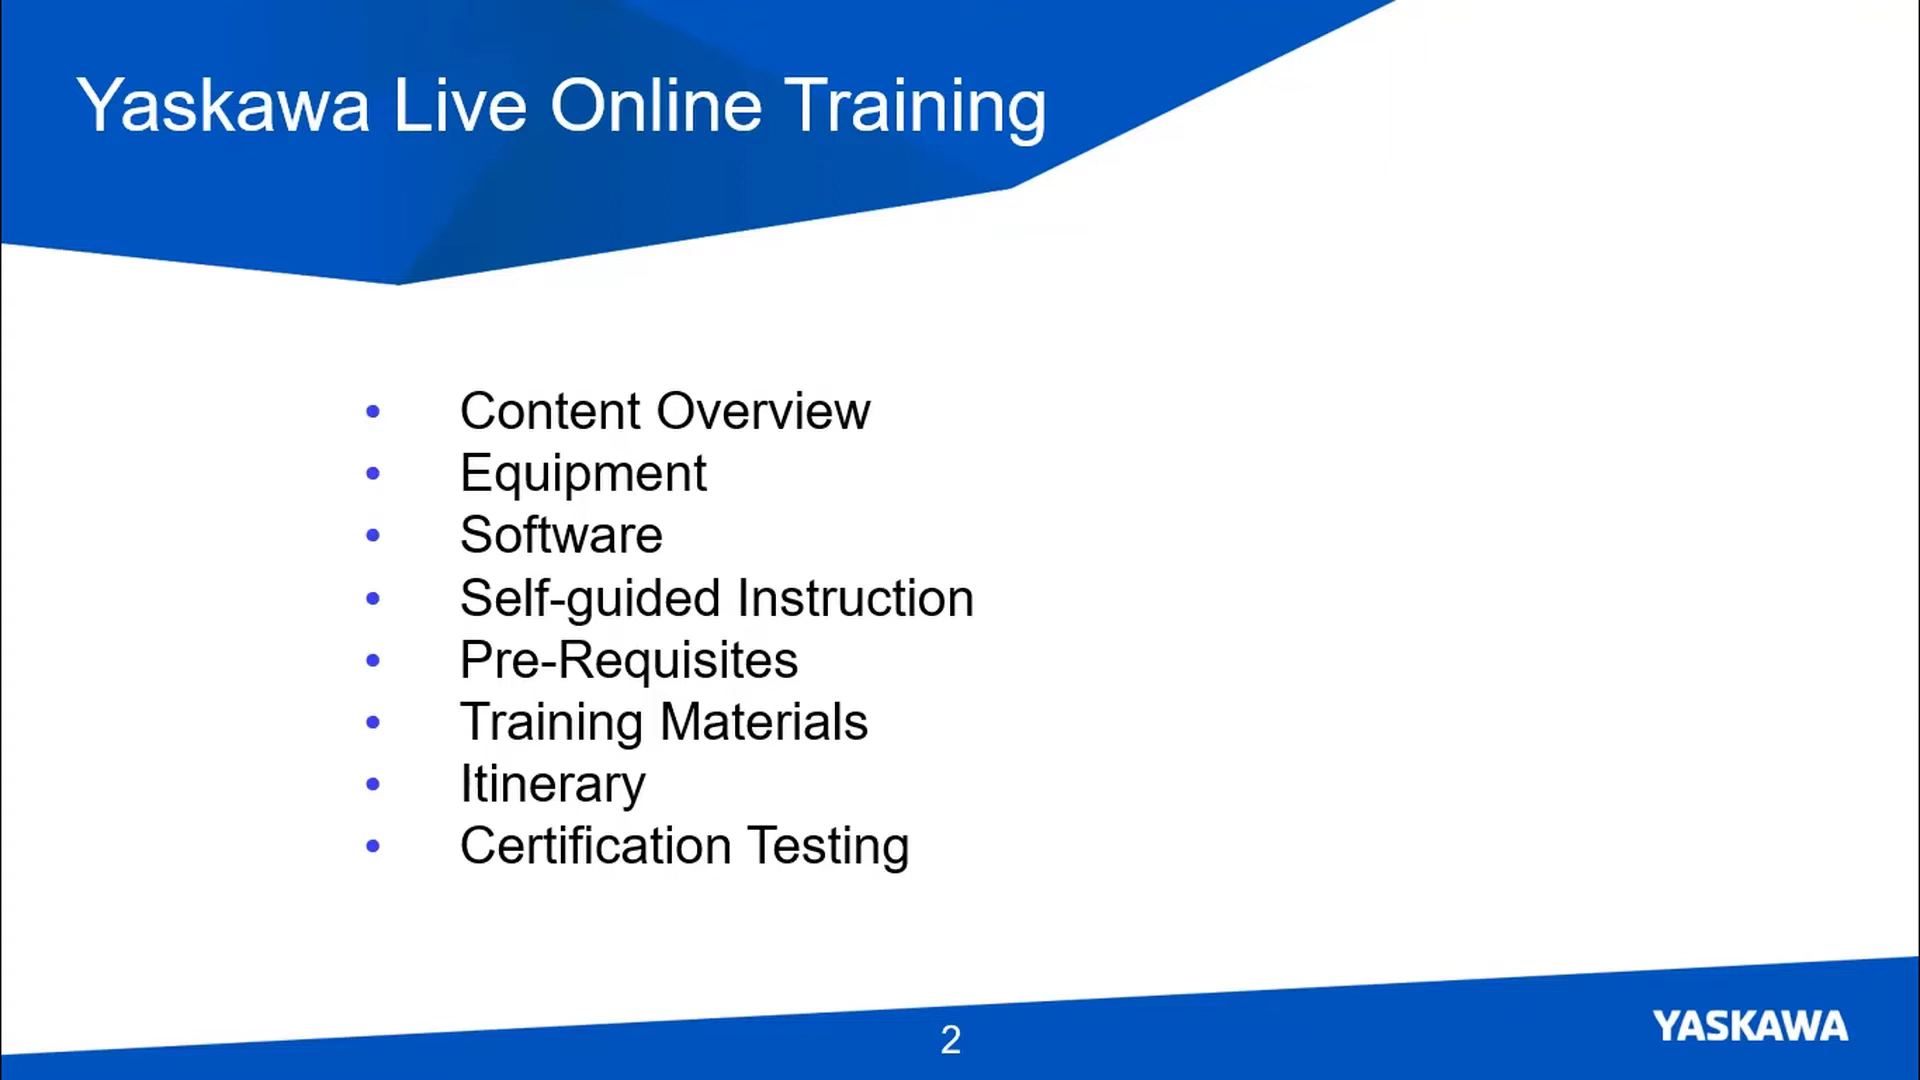 Yaskawa Live Online Training
• Content Overview
• Equipment
• Software
• Self-guided Instruction
• Pre-Requisites
• Training Materials
• Itinerary
• Certification Testing
2
YASKAWA